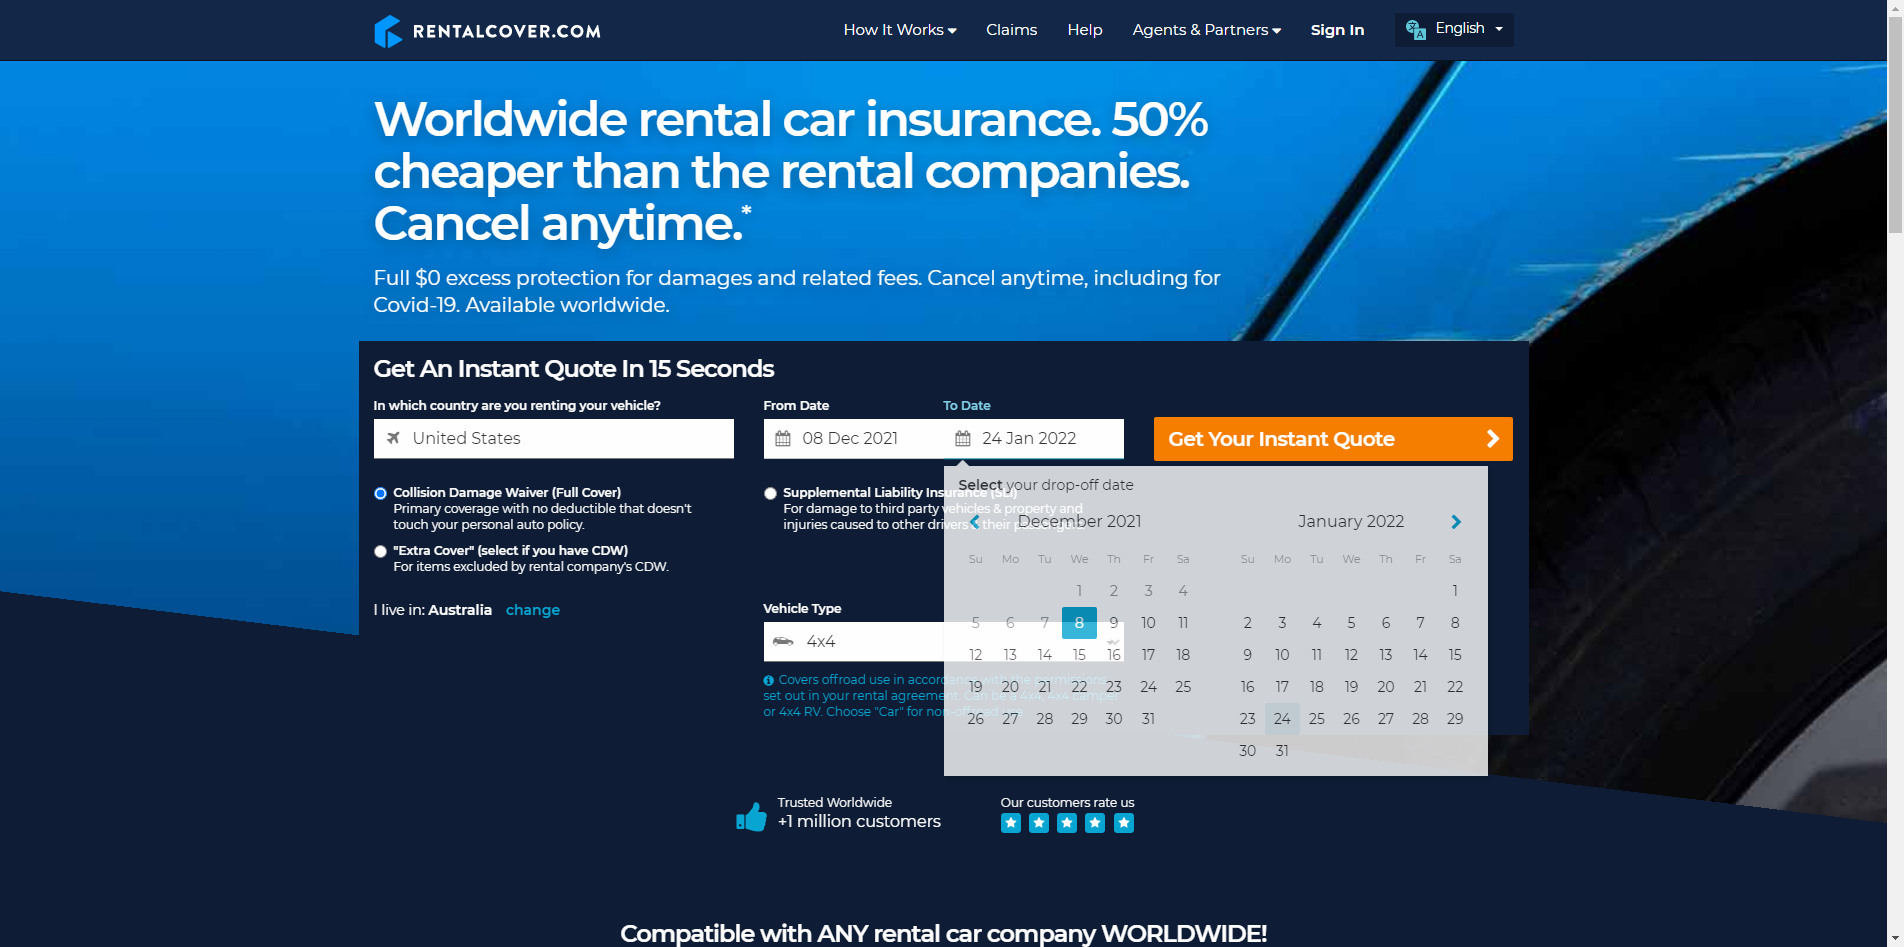 RENTALCOVER.COM
How It Works
Claims
Help
Agents & Partners
Sign In
English
Worldwide rental car insurance. 50%
cheaper than the rental companies.
Cancel anytime.*
Full $0 excess protection for damages and related fees. Cancel anytime, including for
Covid-19. Available worldwide.
Get An Instant Quote In 15 Seconds
In which country are you renting your vehicle?
United States
From Date
To Date
08 Dec 2021
24 Jan 2022
Get Your Instant Quote
Collision Damage Waiver (Full Cover)
Primary coverage with no deductible that doesn't
touch your personal auto policy.
"Extra Cover" (select if you have CDW)
For items excluded by rental company's CDW.
I live in: Australia change
Supplemental Liability Insurance (SLI)
For damage to third party vehicles & property and
injuries caused to other drivers & their passengers.
Vehicle Type
4x4
Covers offroad use in accordance with the permissions
set out in your rental agreement. Can be a 4x4, 4x4 camper
or 4x4 RV. Choose "Car" for non-offroad use.
Select your drop-off date
December 2021
Su Mo Tu We Th Fr Sa
1 2 3 4
5 6 7 8 9 10 11
12 13 14 15 16 17 18
19 20 21 22 23 24 25
26 27 28 29 30 31
January 2022
Su Mo Tu We Th Fr Sa
1
2 3 4 5 6 7 8
9 10 11 12 13 14 15
16 17 18 19 20 21 22
23 24 25 26 27 28 29
30 31
Trusted Worldwide
+1 million customers
Our customers rate us
Compatible with ANY rental car company WORLDWIDE!